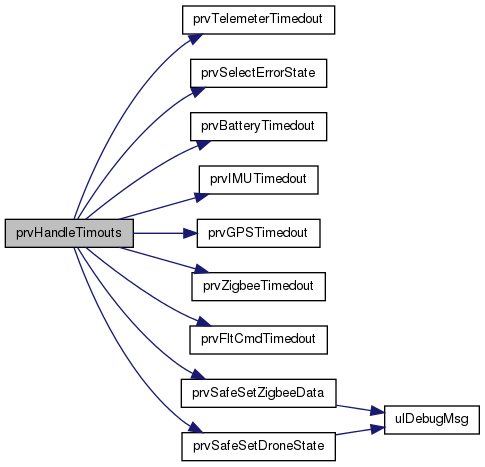 prvTelemeterTimedout
prvSelectErrorState
prvBatteryTimedout
prvIMUTimedout
prvHandleTimouts
prvGPSTimedout
prvZigbeeTimedout
prvFltCmdTimedout
prvSafeSetZigbeeData
ulDebugMsg
prvSafeSetDroneState